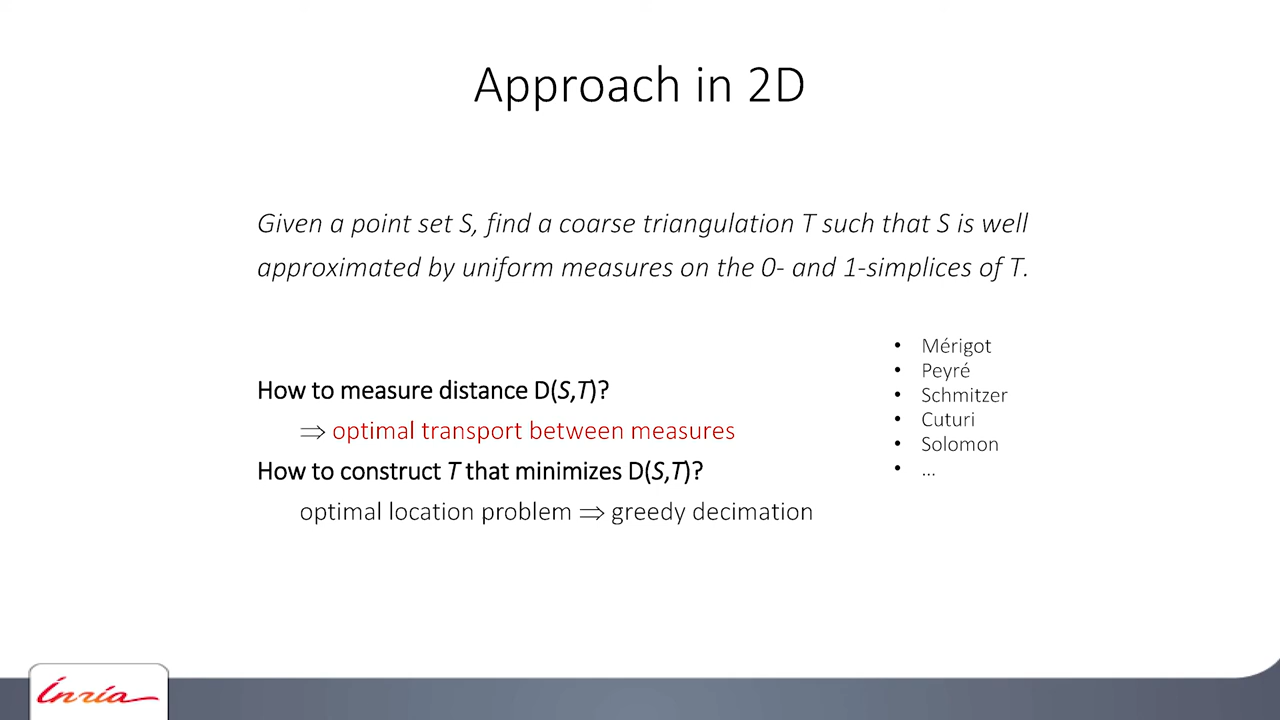 Approach in 2D
Given a point set S, find a coarse triangulation T such that S is well
approximated by uniform measures on the 0- and 1-simplices of T.
How to measure distance D(S,T)?
⇒ optimal transport between measures
How to construct T that minimizes D(S,T)?
optimal location problem ⇒ greedy decimation
• Mérigot
• Peyré
• Schmitzer
• Cuturi
• Solomon
• ...
Inria